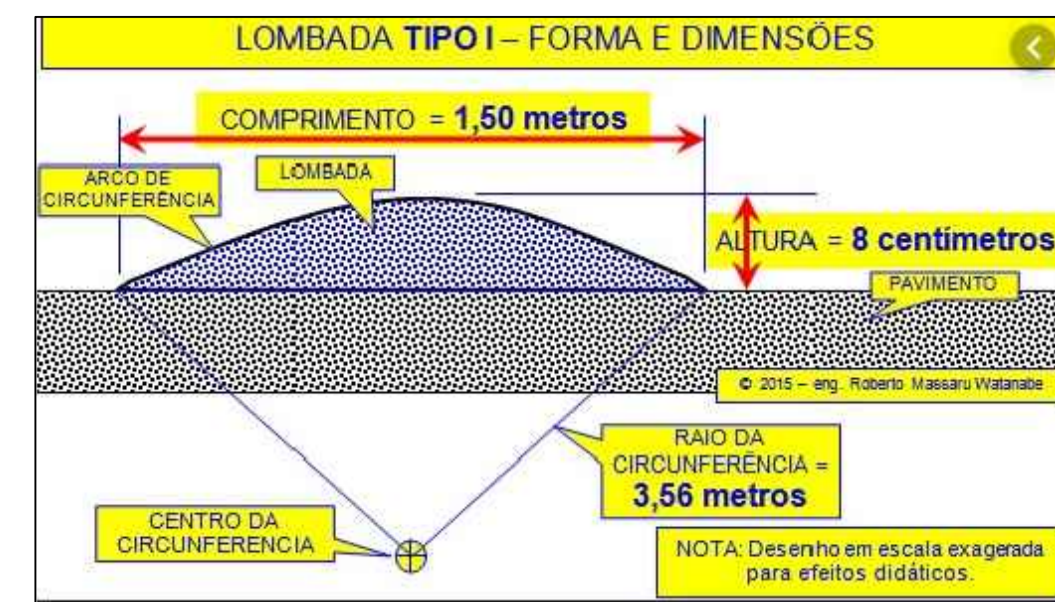 LOMBADA TIPO I – FORMA E DIMENSÕES
COMPRIMENTO = 1,50 metros
ARCO DE
CIRCUNFERÊNCIA
LOMBADA
ALTURA = 8 centímetros
PAVIMENTO
© 2015 – eng. Roberto Massaru Watanabe
RAIO DA
CIRCUNFERÊNCIA =
3,56 metros
CENTRO DA
CIRCUNFERENCIA
NOTA: Desenho em escala exagerada
para efeitos didáticos.